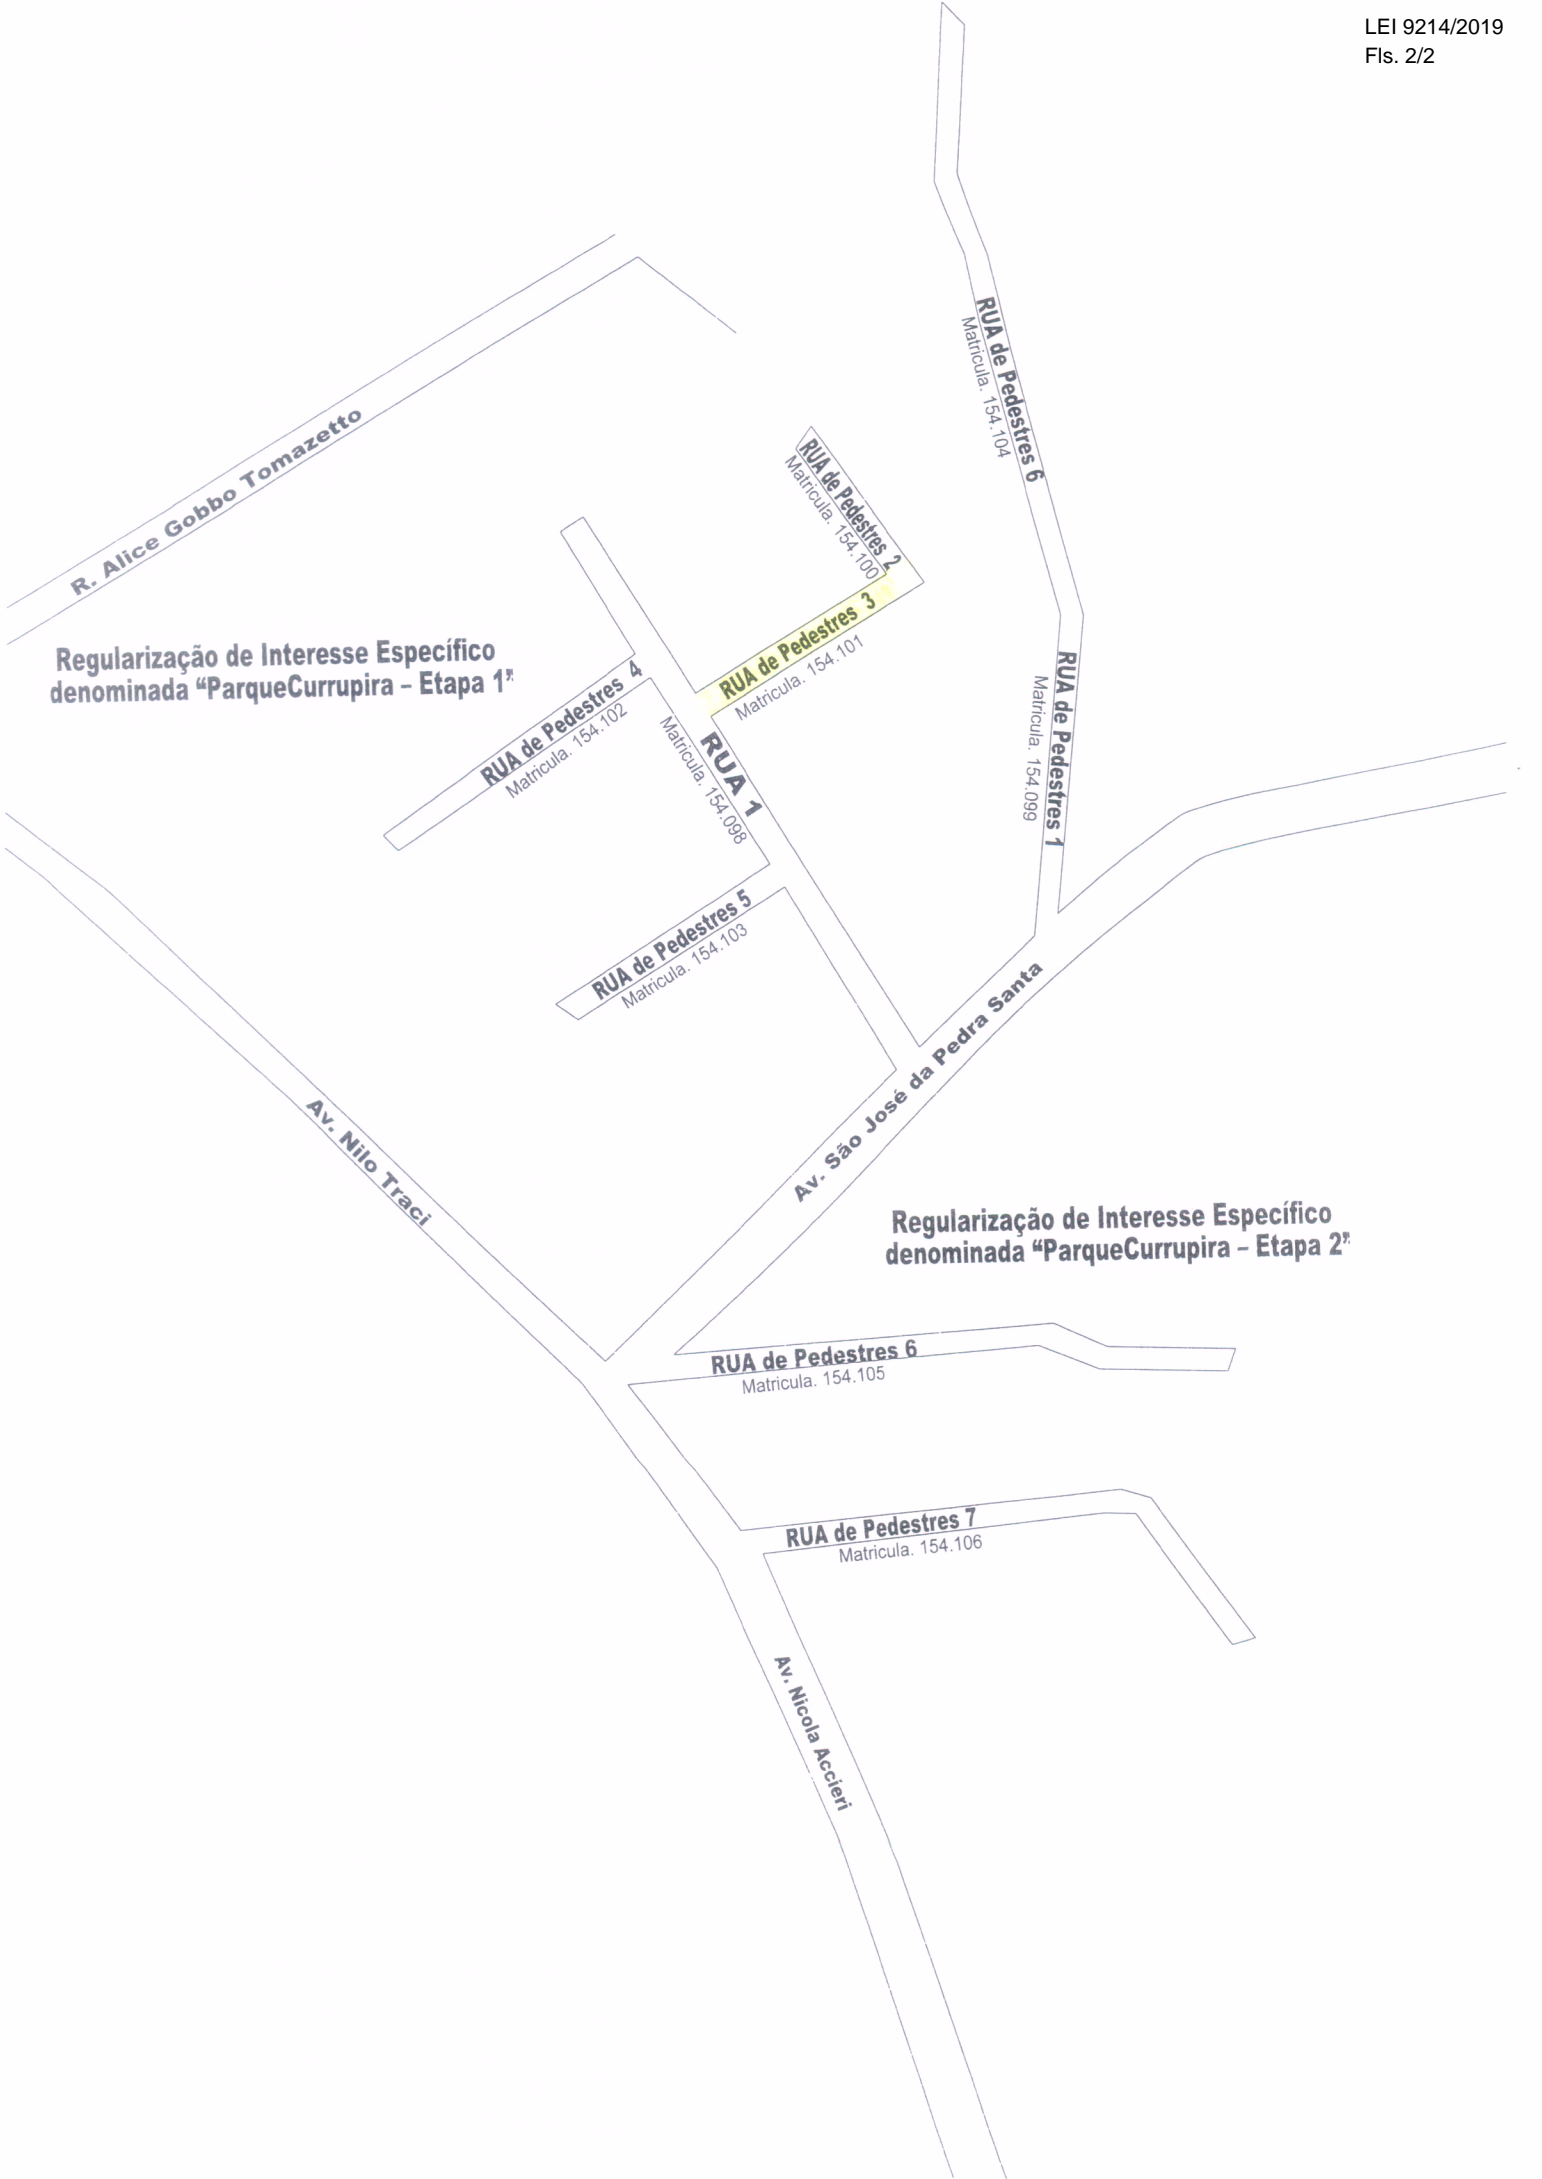 LEI 9214/2019
Fls. 2/2
RUA de Pedestres 6
Matricula. 154.104
R. Alice Gobbo Tomazetto
RUA de Pedestres 2
Matricula. 154.100
RUA de Pedestres 3
Matricula. 154.101
Regularização de Interesse Específico
denominada “ParqueCurrupira – Etapa 1”
RUA de Pedestres 4
Matricula. 154.102
RUA 1
Matricula. 154.098
RUA de Pedestres 1
Matricula. 154.099
RUA de Pedestres 5
Matricula. 154.103
Av. São José da Pedra Santa
Av. Nilo Traci
Regularização de Interesse Específico
denominada “ParqueCurrupira – Etapa 2”
RUA de Pedestres 6
Matricula. 154.105
RUA de Pedestres 7
Matricula. 154.106
Av. Nicola Accieri